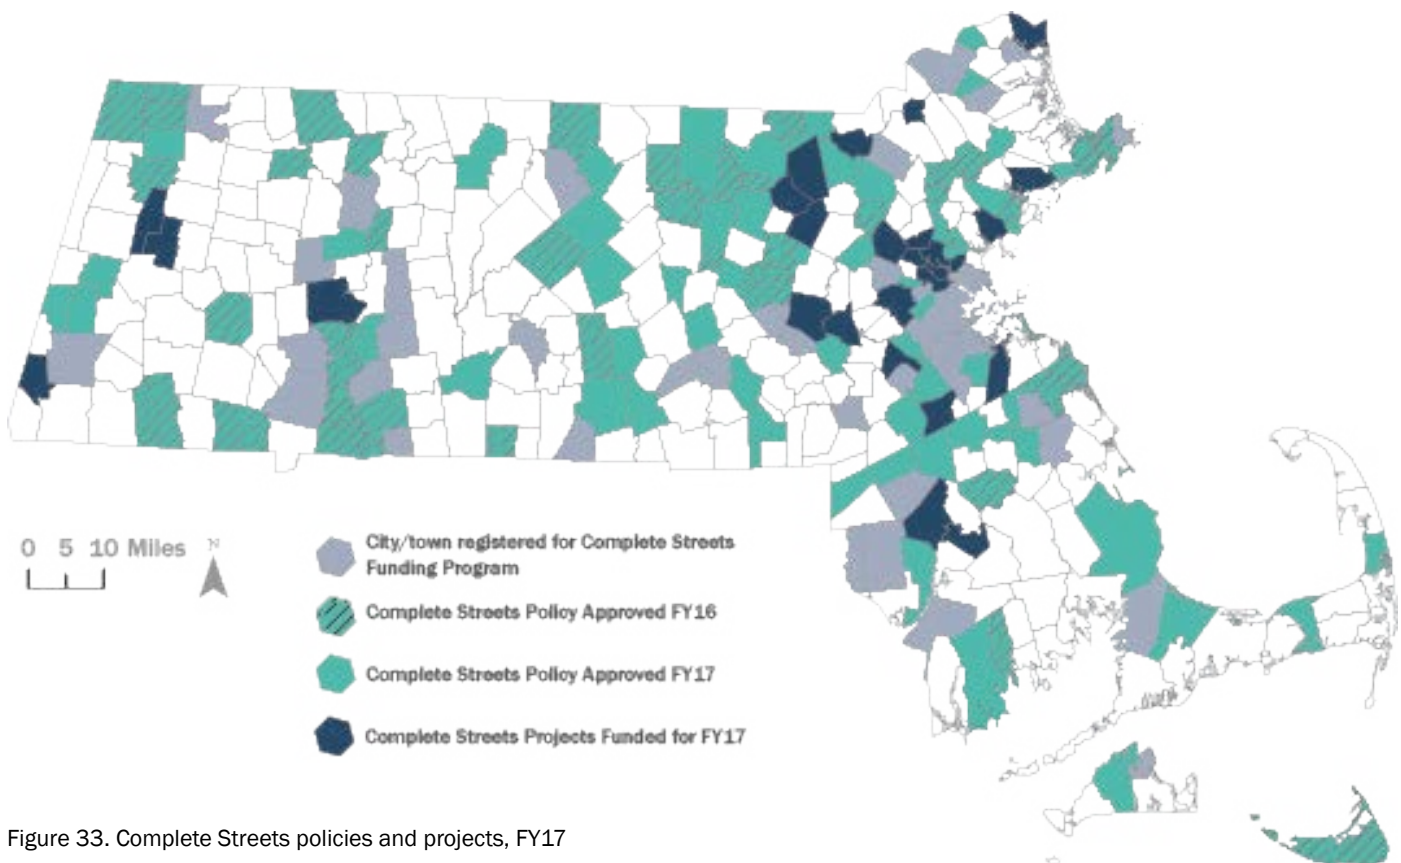 0 5 10 Miles N
City/town registered for Complete Streets
Funding Program
Complete Streets Policy Approved FY16
Complete Streets Policy Approved FY17
Complete Streets Projects Funded for FY17
Figure 33. Complete Streets policies and projects, FY17